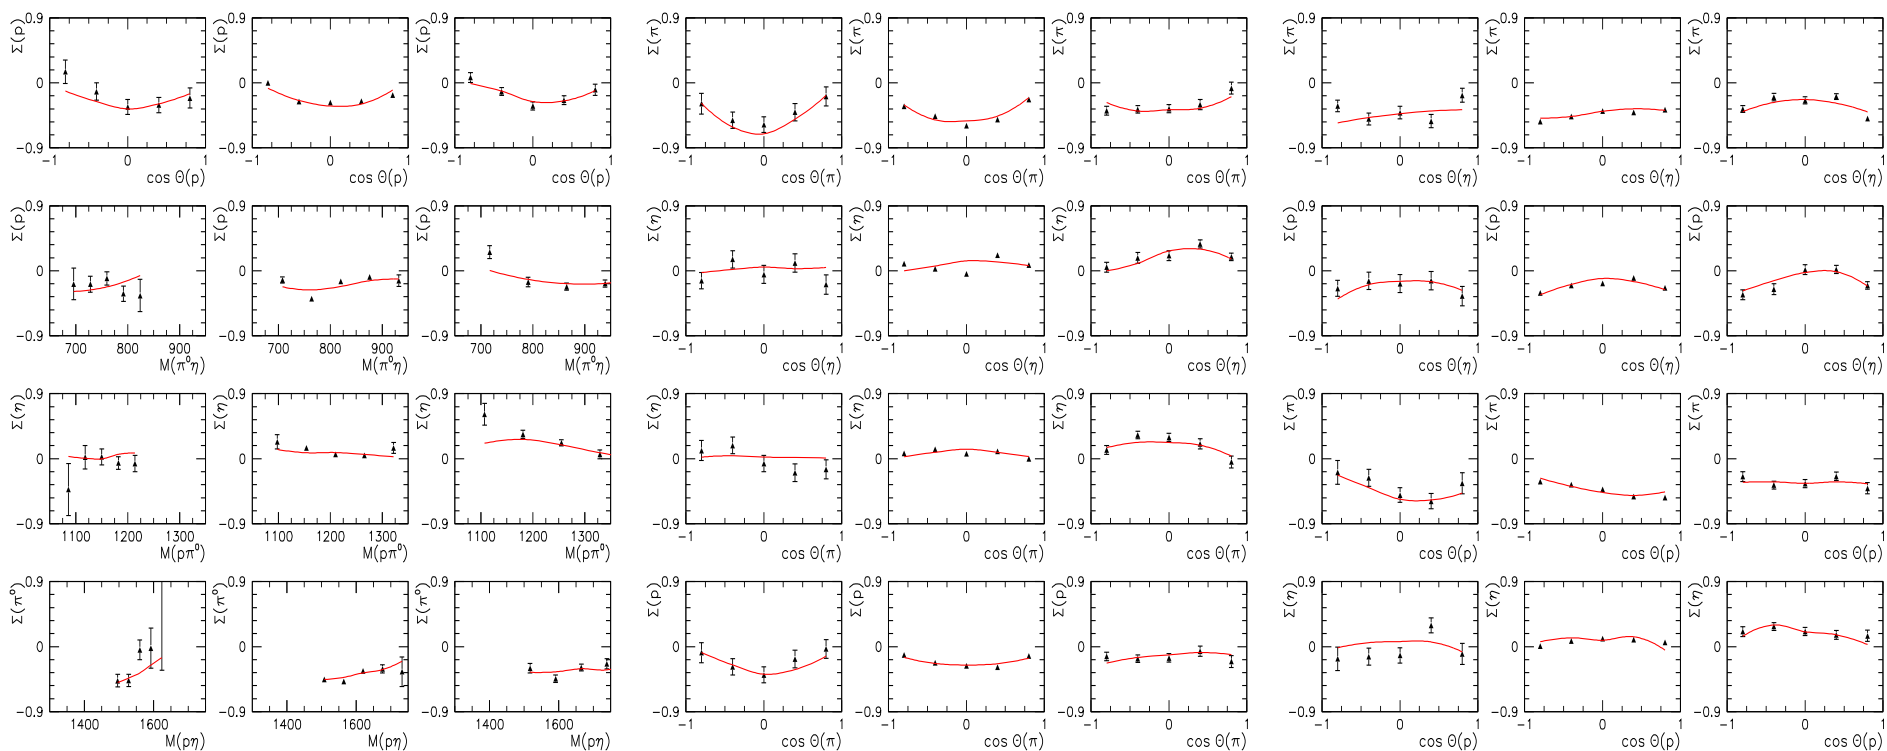 0.9 0.9 0.9 0.9 0.9 0.9 0.9 0.9 0.9
Σ(p) Σ(p) Σ(p) Σ(π) Σ(π) Σ(π) Σ(π) Σ(π) Σ(π)
0 0 0 0 0 0 0 0 0
−0.9 −0.9 −0.9 −0.9 −0.9 −0.9 −0.9 −0.9 −0.9
−1 0 1 −1 0 1 −1 0 1 −1 0 1 −1 0 1 −1 0 1 −1 0 1 −1 0 1 −1 0 1
cos Θ(p) cos Θ(p) cos Θ(p) cos Θ(π) cos Θ(π) cos Θ(π) cos Θ(η) cos Θ(η) cos Θ(η)
0.9 0.9 0.9 0.9 0.9 0.9 0.9 0.9 0.9
Σ(p) Σ(p) Σ(p) Σ(η) Σ(η) Σ(η) Σ(p) Σ(p) Σ(p)
0 0 0 0 0 0 0 0 0
−0.9 −0.9 −0.9 −0.9 −0.9 −0.9 −0.9 −0.9 −0.9
700 800 900 700 800 900 700 800 900 −1 0 1 −1 0 1 −1 0 1 −1 0 1 −1 0 1 −1 0 1
M(π⁰η) M(π⁰η) M(π⁰η) cos Θ(η) cos Θ(η) cos Θ(η) cos Θ(η) cos Θ(η) cos Θ(η)
0.9 0.9 0.9 0.9 0.9 0.9 0.9 0.9 0.9
Σ(η) Σ(η) Σ(η) Σ(η) Σ(η) Σ(η) Σ(π) Σ(π) Σ(π)
0 0 0 0 0 0 0 0 0
−0.9 −0.9 −0.9 −0.9 −0.9 −0.9 −0.9 −0.9 −0.9
1100 1200 1300 1100 1200 1300 1100 1200 1300 −1 0 1 −1 0 1 −1 0 1 −1 0 1 −1 0 1 −1 0 1
M(pπ⁰) M(pπ⁰) M(pπ⁰) cos Θ(π) cos Θ(π) cos Θ(π) cos Θ(p) cos Θ(p) cos Θ(p)
0.9 0.9 0.9 0.9 0.9 0.9 0.9 0.9 0.9
Σ(π⁰) Σ(π⁰) Σ(π⁰) Σ(p) Σ(p) Σ(p) Σ(η) Σ(η) Σ(η)
0 0 0 0 0 0 0 0 0
−0.9 −0.9 −0.9 −0.9 −0.9 −0.9 −0.9 −0.9 −0.9
1400 1600 1400 1600 1400 1600 −1 0 1 −1 0 1 −1 0 1 −1 0 1 −1 0 1 −1 0 1
M(pη) M(pη) M(pη) cos Θ(π) cos Θ(π) cos Θ(π) cos Θ(p) cos Θ(p) cos Θ(p)